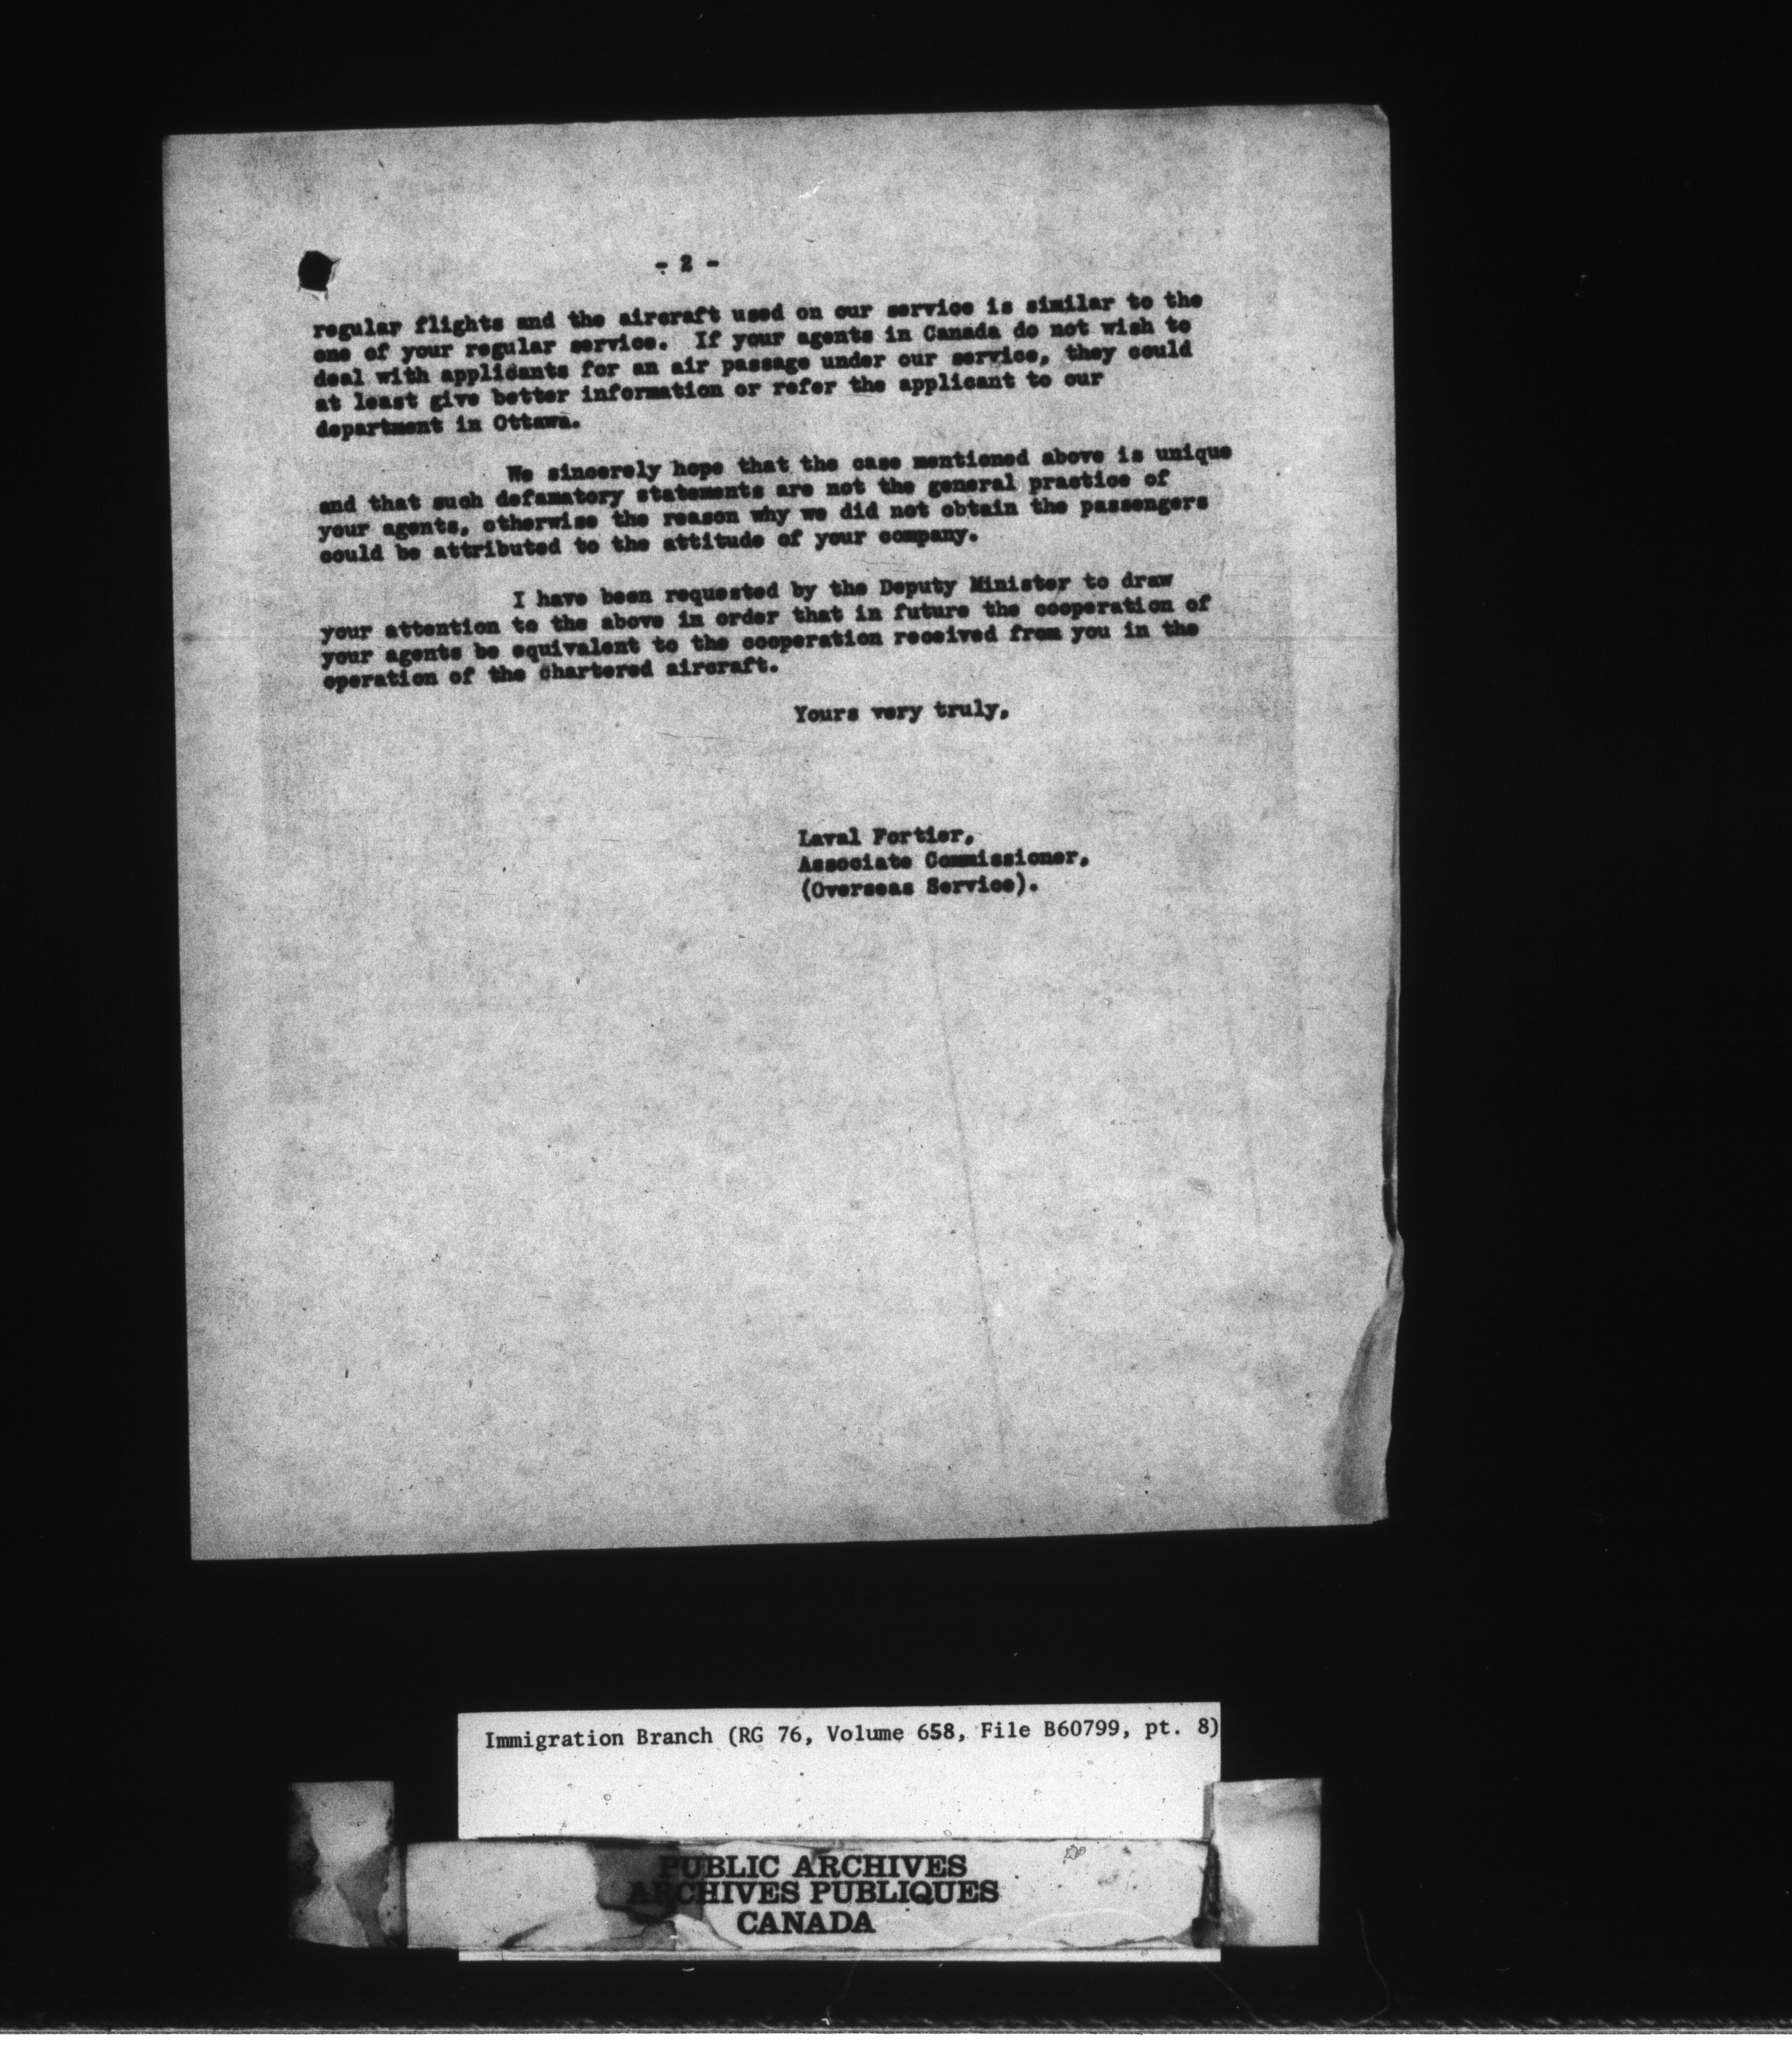 - 2 -
regular flights and the aircraft used on our service is similar to the
one of your regular service. If your agents in Canada do not wish to
deal with applicants for an air passage under our service, they could
at least give better information or refer the applicant to our
department in Ottawa.
We sincerely hope that the case mentioned above is unique
and that such defamatory statements are not the general practice of
your agents, otherwise the reason why we did not obtain the passengers
could be attributed to the attitude of your company.
I have been requested by the Deputy Minister to draw
your attention to the above in order that in future the cooperation of
your agents be equivalent to the cooperation received from you in the
operation of the Chartered aircraft.
Yours very truly,
Laval Fortier,
Associate Commissioner,
(Overseas Service).
Immigration Branch (RG 76, Volume 658, File B60799, pt. 8)
PUBLIC ARCHIVES
ARCHIVES PUBLIQUES
CANADA